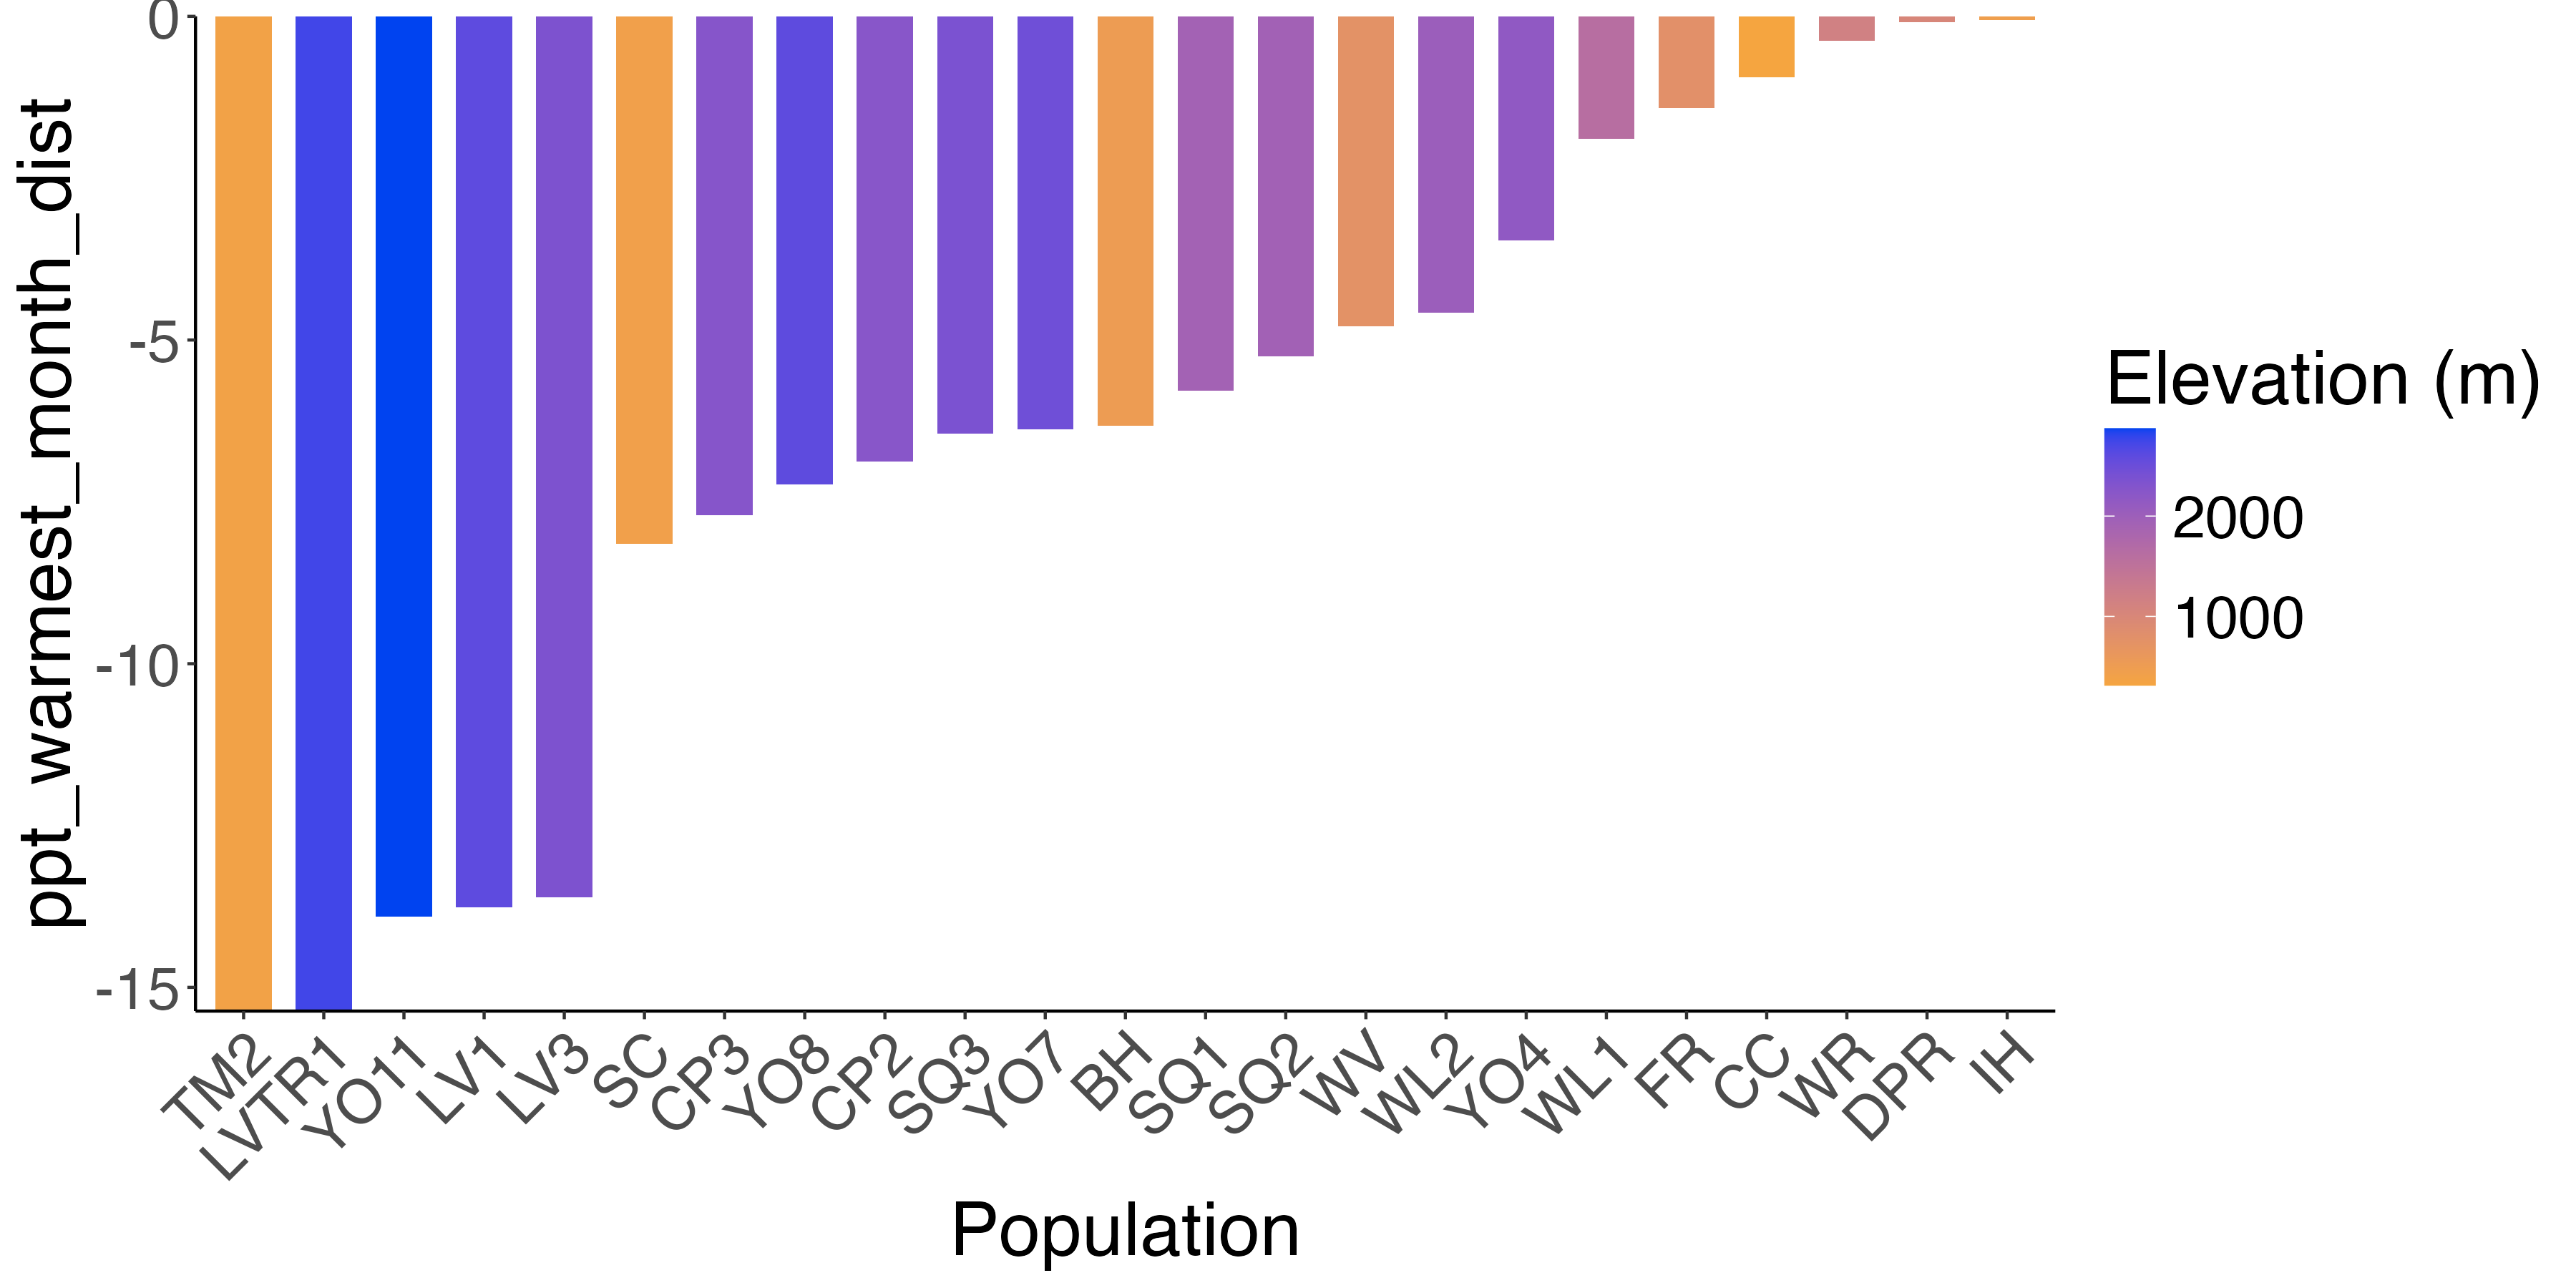 ppt_warmest_month_dist
0
-5
-10
-15
TM2
LVTR1
YO11
LV1
LV3
SC
CP3
YO8
CP2
SQ3
YO7
BH
SQ1
SQ2
WV
WL2
YO4
WL1
FR
CC
WR
DPR
IH
Population
Elevation (m)
2000
1000